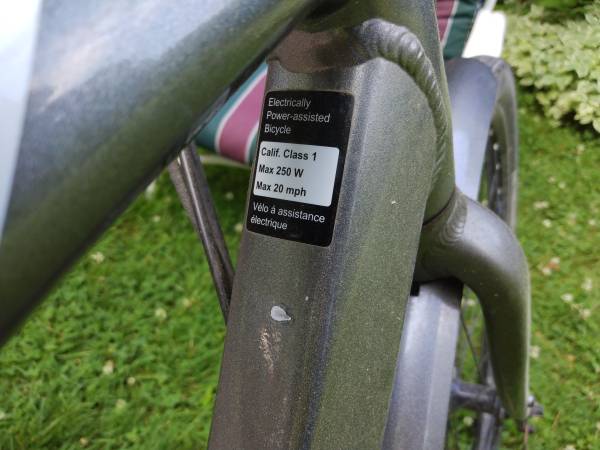 Electrically
Power-assisted
Bicycle
Calif. Class 1
Max 250 W
Max 20 mph
Vélo à assistance
électrique